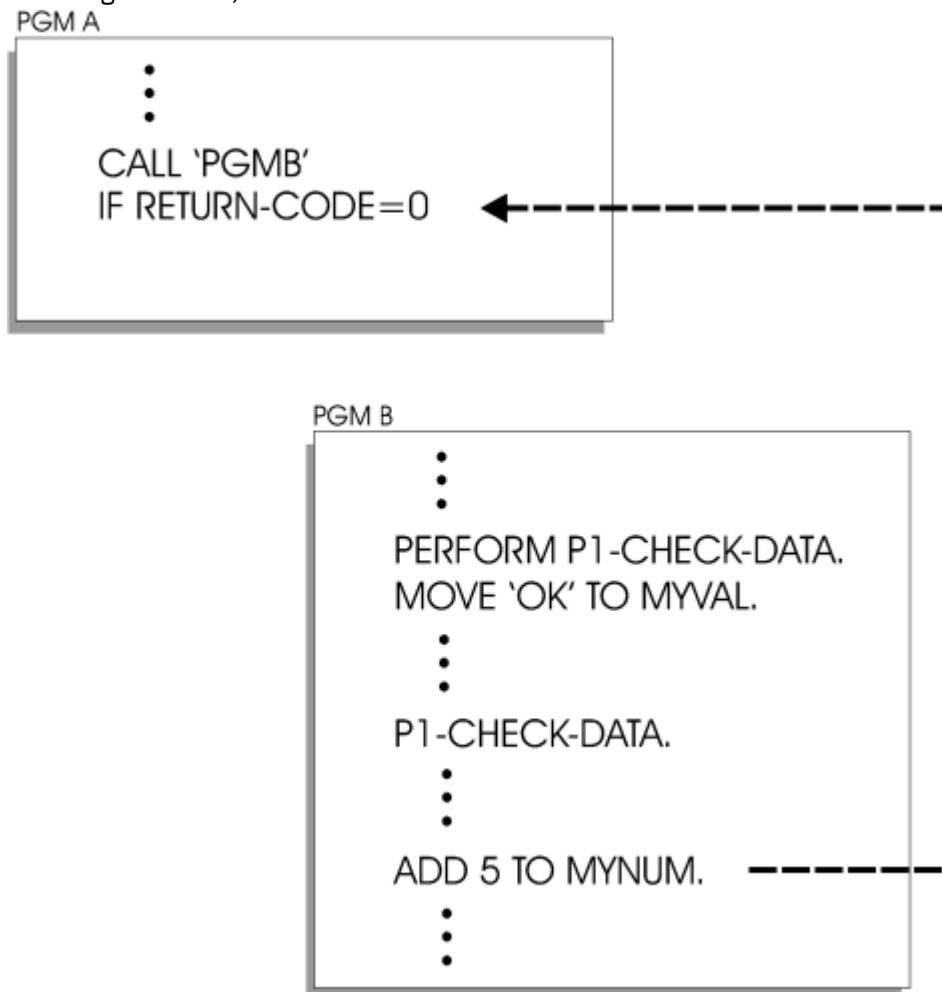 PGM A
CALL ‵PGMB′
IF RETURN-CODE=0
PGM B
PERFORM P1-CHECK-DATA.
MOVE ‵OK′ TO MYVAL.
P1-CHECK-DATA.
ADD 5 TO MYNUM.